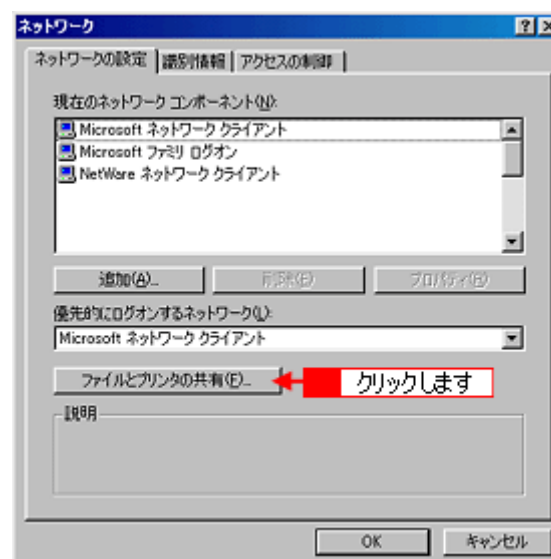 ネットワーク
ネットワークの設定 識別情報 アクセスの制御
現在のネットワーク コンポーネント(N):
Microsoft ネットワーク クライアント
Microsoft ファミリ ログオン
NetWare ネットワーク クライアント
追加(A)... 削除(E) プロパティ(R)
優先的にログオンするネットワーク(L):
Microsoft ネットワーク クライアント
ファイルとプリンタの共有(F)... クリックします
説明
OK キャンセル